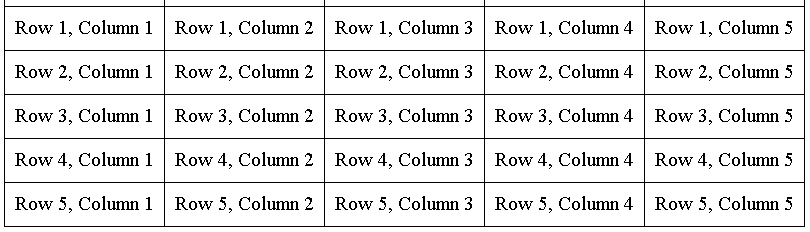 Row 1, Column 1 Row 1, Column 2 Row 1, Column 3 Row 1, Column 4 Row 1, Column 5
Row 2, Column 1 Row 2, Column 2 Row 2, Column 3 Row 2, Column 4 Row 2, Column 5
Row 3, Column 1 Row 3, Column 2 Row 3, Column 3 Row 3, Column 4 Row 3, Column 5
Row 4, Column 1 Row 4, Column 2 Row 4, Column 3 Row 4, Column 4 Row 4, Column 5
Row 5, Column 1 Row 5, Column 2 Row 5, Column 3 Row 5, Column 4 Row 5, Column 5